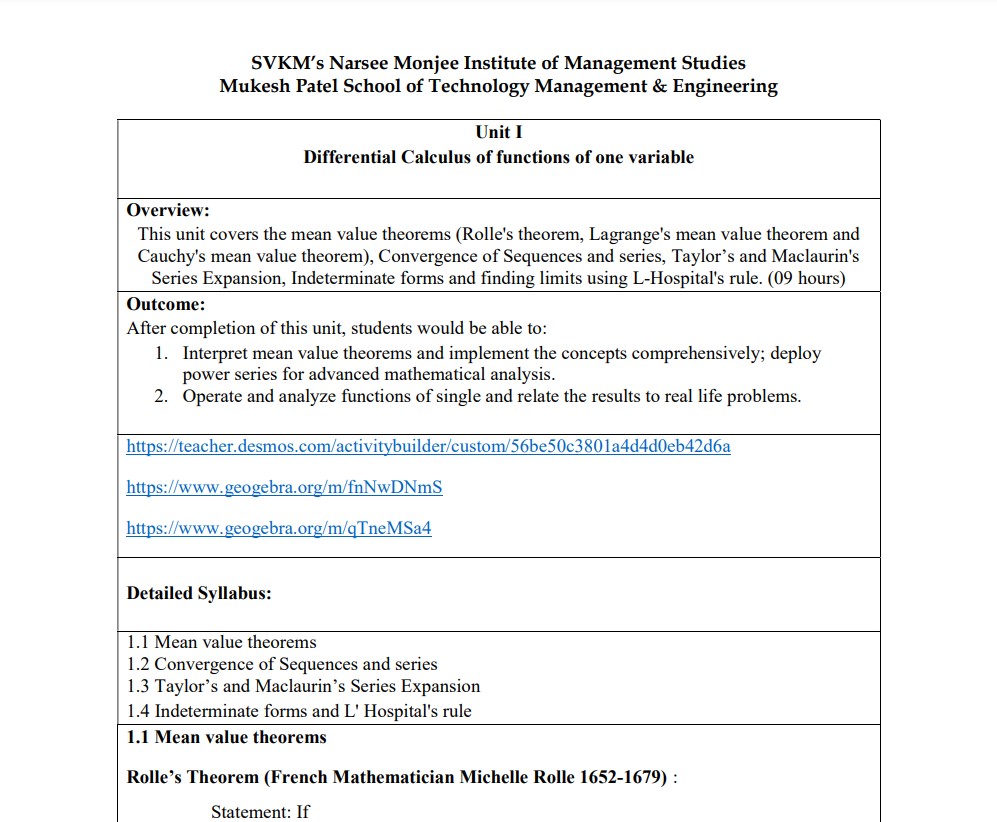 SVKM’s Narsee Monjee Institute of Management Studies
Mukesh Patel School of Technology Management & Engineering
Unit I
Differential Calculus of functions of one variable
Overview:
This unit covers the mean value theorems (Rolle's theorem, Lagrange's mean value theorem and
Cauchy's mean value theorem), Convergence of Sequences and series, Taylor’s and Maclaurin's
Series Expansion, Indeterminate forms and finding limits using L-Hospital's rule. (09 hours)
Outcome:
After completion of this unit, students would be able to:
1. Interpret mean value theorems and implement the concepts comprehensively; deploy
power series for advanced mathematical analysis.
2. Operate and analyze functions of single and relate the results to real life problems.
https://teacher.desmos.com/activitybuilder/custom/56be50c3801a4d4d0eb42d6a
https://www.geogebra.org/m/fnNwDNmS
https://www.geogebra.org/m/qTneMSa4
Detailed Syllabus:
1.1 Mean value theorems
1.2 Convergence of Sequences and series
1.3 Taylor’s and Maclaurin’s Series Expansion
1.4 Indeterminate forms and L' Hospital's rule
1.1 Mean value theorems
Rolle’s Theorem (French Mathematician Michelle Rolle 1652-1679) :
Statement: If